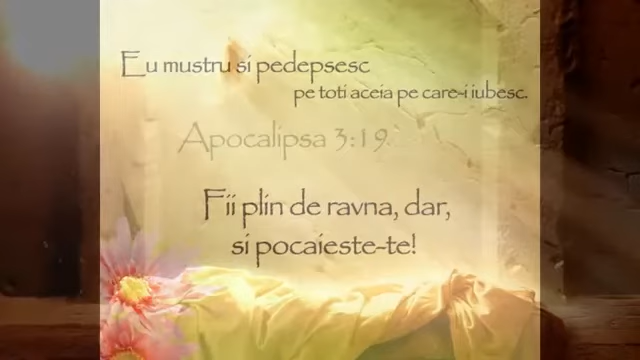 Eu mustru si pedepsesc
pe toti aceia pe care-i iubesc.
Apocalipsa 3:19
Fii plin de ravna, dar,
si pocaieste-te!